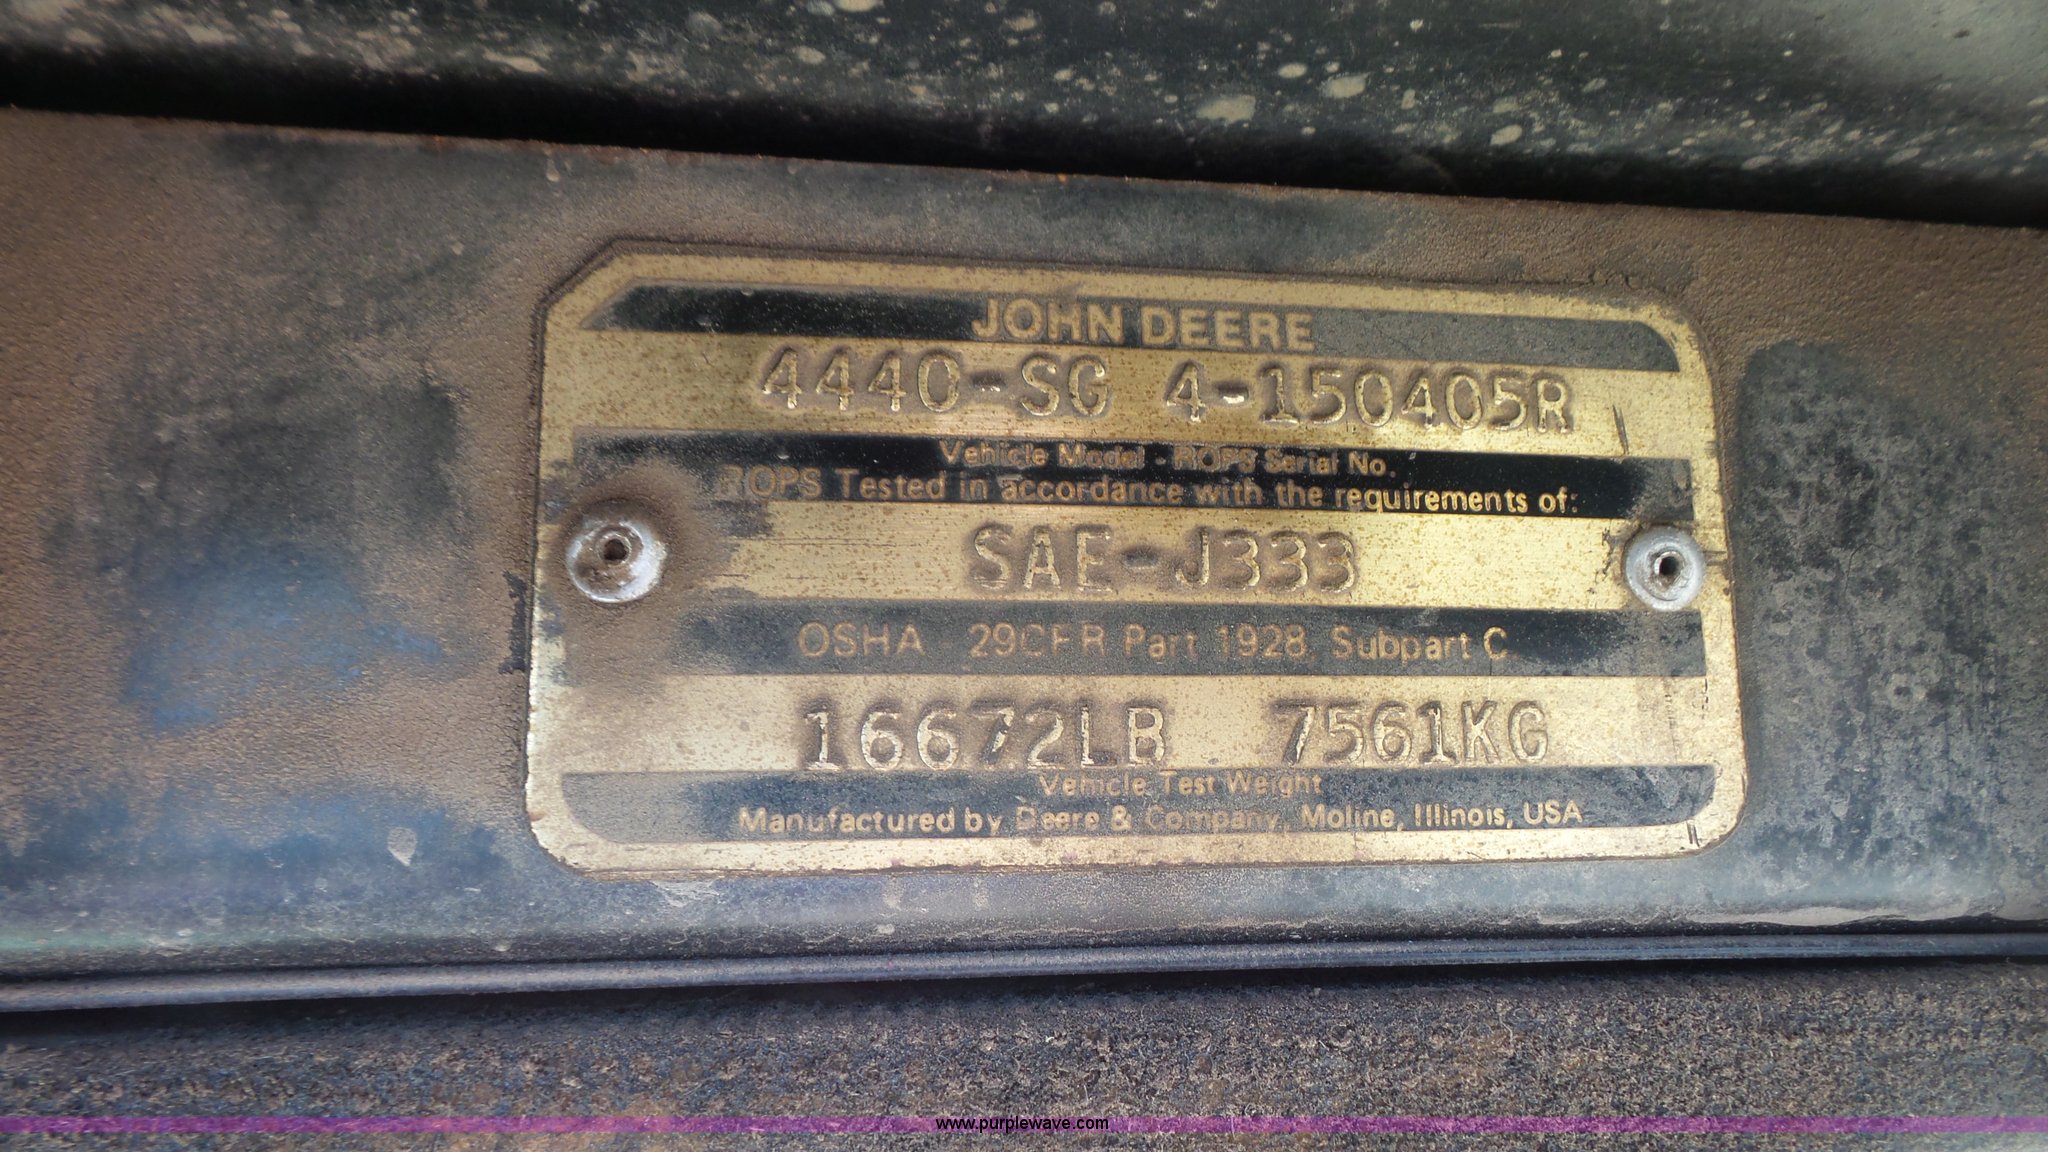 JOHN DEERE
4440-SG 4-150405R
Vehicle Model - ROPS Serial No.
ROPS Tested in accordance with the requirements of:
SAE-J333
OSHA 29CFR Part 1928, Subpart C
16672LB 7561KG
Vehicle Test Weight
Manufactured by Deere & Company, Moline, Illinois, USA
www.purplewave.com